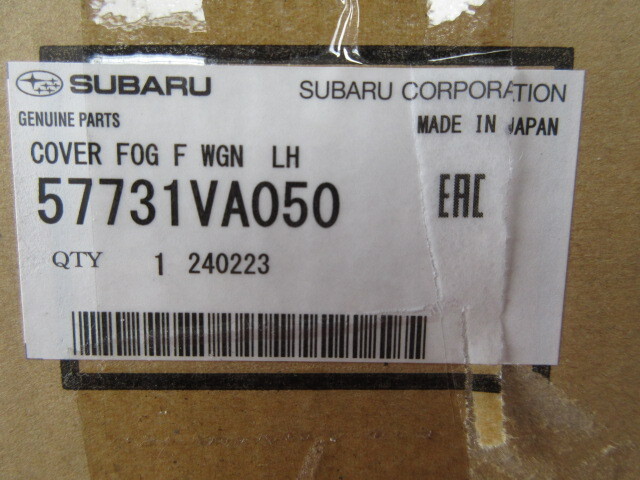 SUBARU SUBARU CORPORATION
GENUINE PARTS MADE IN JAPAN
COVER FOG F WGN LH
57731VA050 EAC
QTY 1 240223